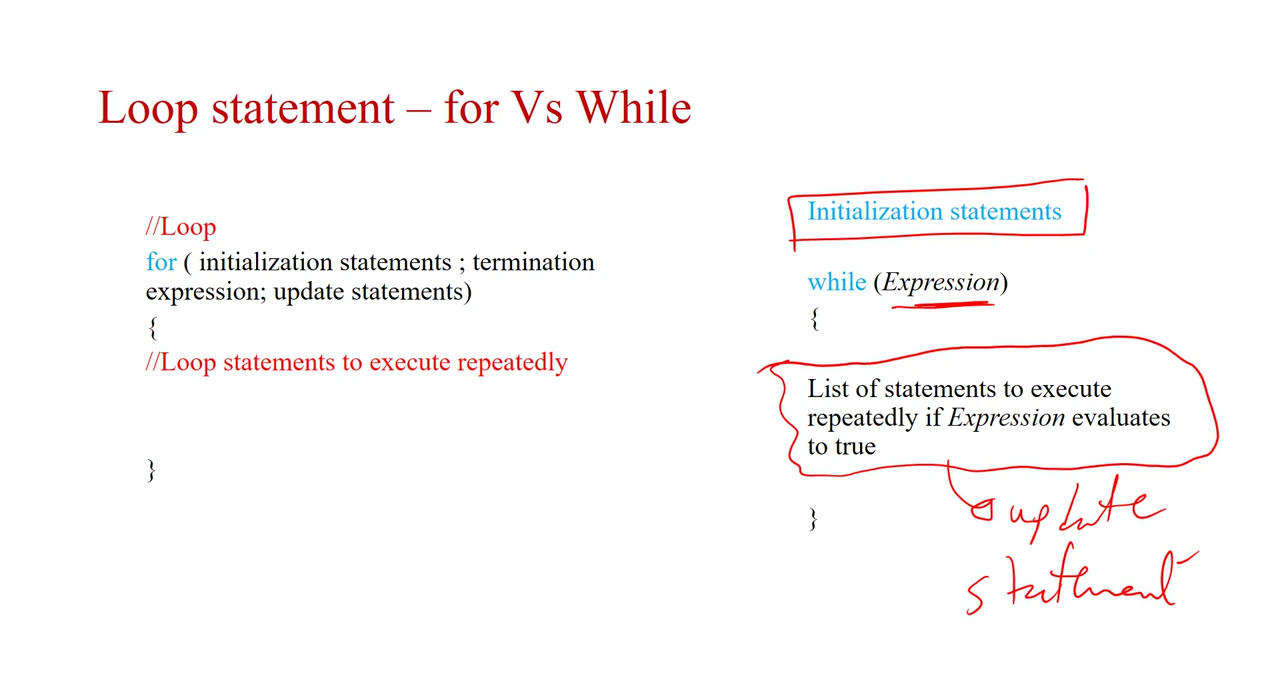 Loop statement – for Vs While
//Loop
for ( initialization statements ; termination
expression; update statements)
{
//Loop statements to execute repeatedly
}
Initialization statements
while (Expression)
{
List of statements to execute
repeatedly if Expression evaluates
to true
}
update
statement